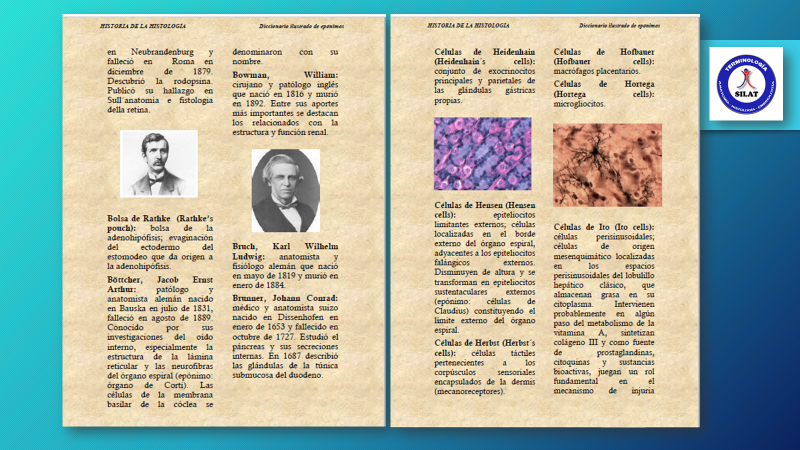 HISTORIA DE LA HISTOLOGÍA
Diccionario ilustrado de epónimos
en Neubrandenburg y
falleció en Roma en
diciembre de 1879.
Descubrió la rodopsina.
Publicó su hallazgo en
Sull'anatomia e fisiologia
della retina.
Bolsa de Rathke (Rathke's
pouch): bolsa de la
adenohipófisis; evaginación
del ectodermo del
estomodeo que da origen a
la adenohipófisis.
Böttcher, Jacob Ernst
Arthur: patólogo y
anatomista alemán nacido
en Bauska en julio de 1831,
falleció en agosto de 1889.
Conocido por sus
investigaciones del oído
interno, especialmente la
estructura de la lámina
reticular y las neurofibras
del órgano espiral (epónimo:
órgano de Corti). Las
células de la membrana
basilar de la cóclea se
denominaron con su
nombre.
Bowman, William:
cirujano y patólogo inglés
que nació en 1816 y murió
en 1892. Entre sus aportes
más importantes se destacan
los relacionados con la
estructura y función renal.
Bruch, Karl Wilhelm
Ludwig: anatomista y
fisiólogo alemán que nació
en mayo de 1819 y murió en
enero de 1884.
Brunner, Johann Conrad:
médico y anatomista suizo
nacido en Dissenhofen en
enero de 1653 y fallecido en
octubre de 1727. Estudió el
páncreas y sus secreciones
internas. En 1687 describió
las glándulas de la túnica
submucosa del duodeno.
HISTORIA DE LA HISTOLOGÍA
Diccionario ilustrado de epónimos
Células de Heidenhain
(Heidenhain´s cells):
conjunto de exocrinocitos
principales y parietales de
las glándulas gástricas
propias.
Células de Hensen (Hensen
cells): epiteliocitos
limitantes externos; células
localizadas en el borde
externo del órgano espiral,
adyacentes a los epiteliocitos
falángicos externos.
Disminuyen de altura y se
transforman en epiteliocitos
sustentaculares externos
(epónimo: células de
Claudius) constituyendo el
límite externo del órgano
espiral.
Células de Herbst (Herbst´s
cells): células táctiles
pertenecientes a los
corpúsculos sensoriales
encapsulados de la dermis
(mecanoreceptores).
Células de Hofbauer
(Hofbauer cells):
macrófagos placentarios.
Células de Hortega
(Hortega cells):
microgliocitos.
Células de Ito (Ito cells):
células perisinusoidales;
células de origen
mesenquimático localizadas
en los espacios
perisinusoidales del lobulillo
hepático clásico, que
almacenan grasa en su
citoplasma. Intervienen
probablemente en algún
paso del metabolismo de la
vitamina A, sintetizan
colágeno III y como fuente
de prostaglandinas,
citoquinas y sustancias
bioactivas, juegan un rol
fundamental en el
mecanismo de injuria
TERMINOLOGÍA
SILAT